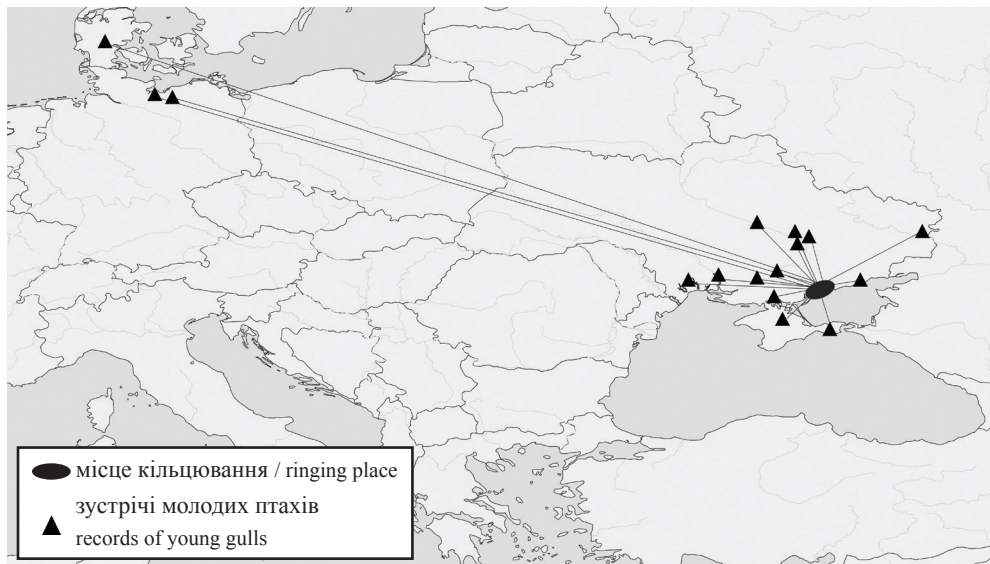 місце кільцювання / ringing place
зустрічі молодих птахів
records of young gulls